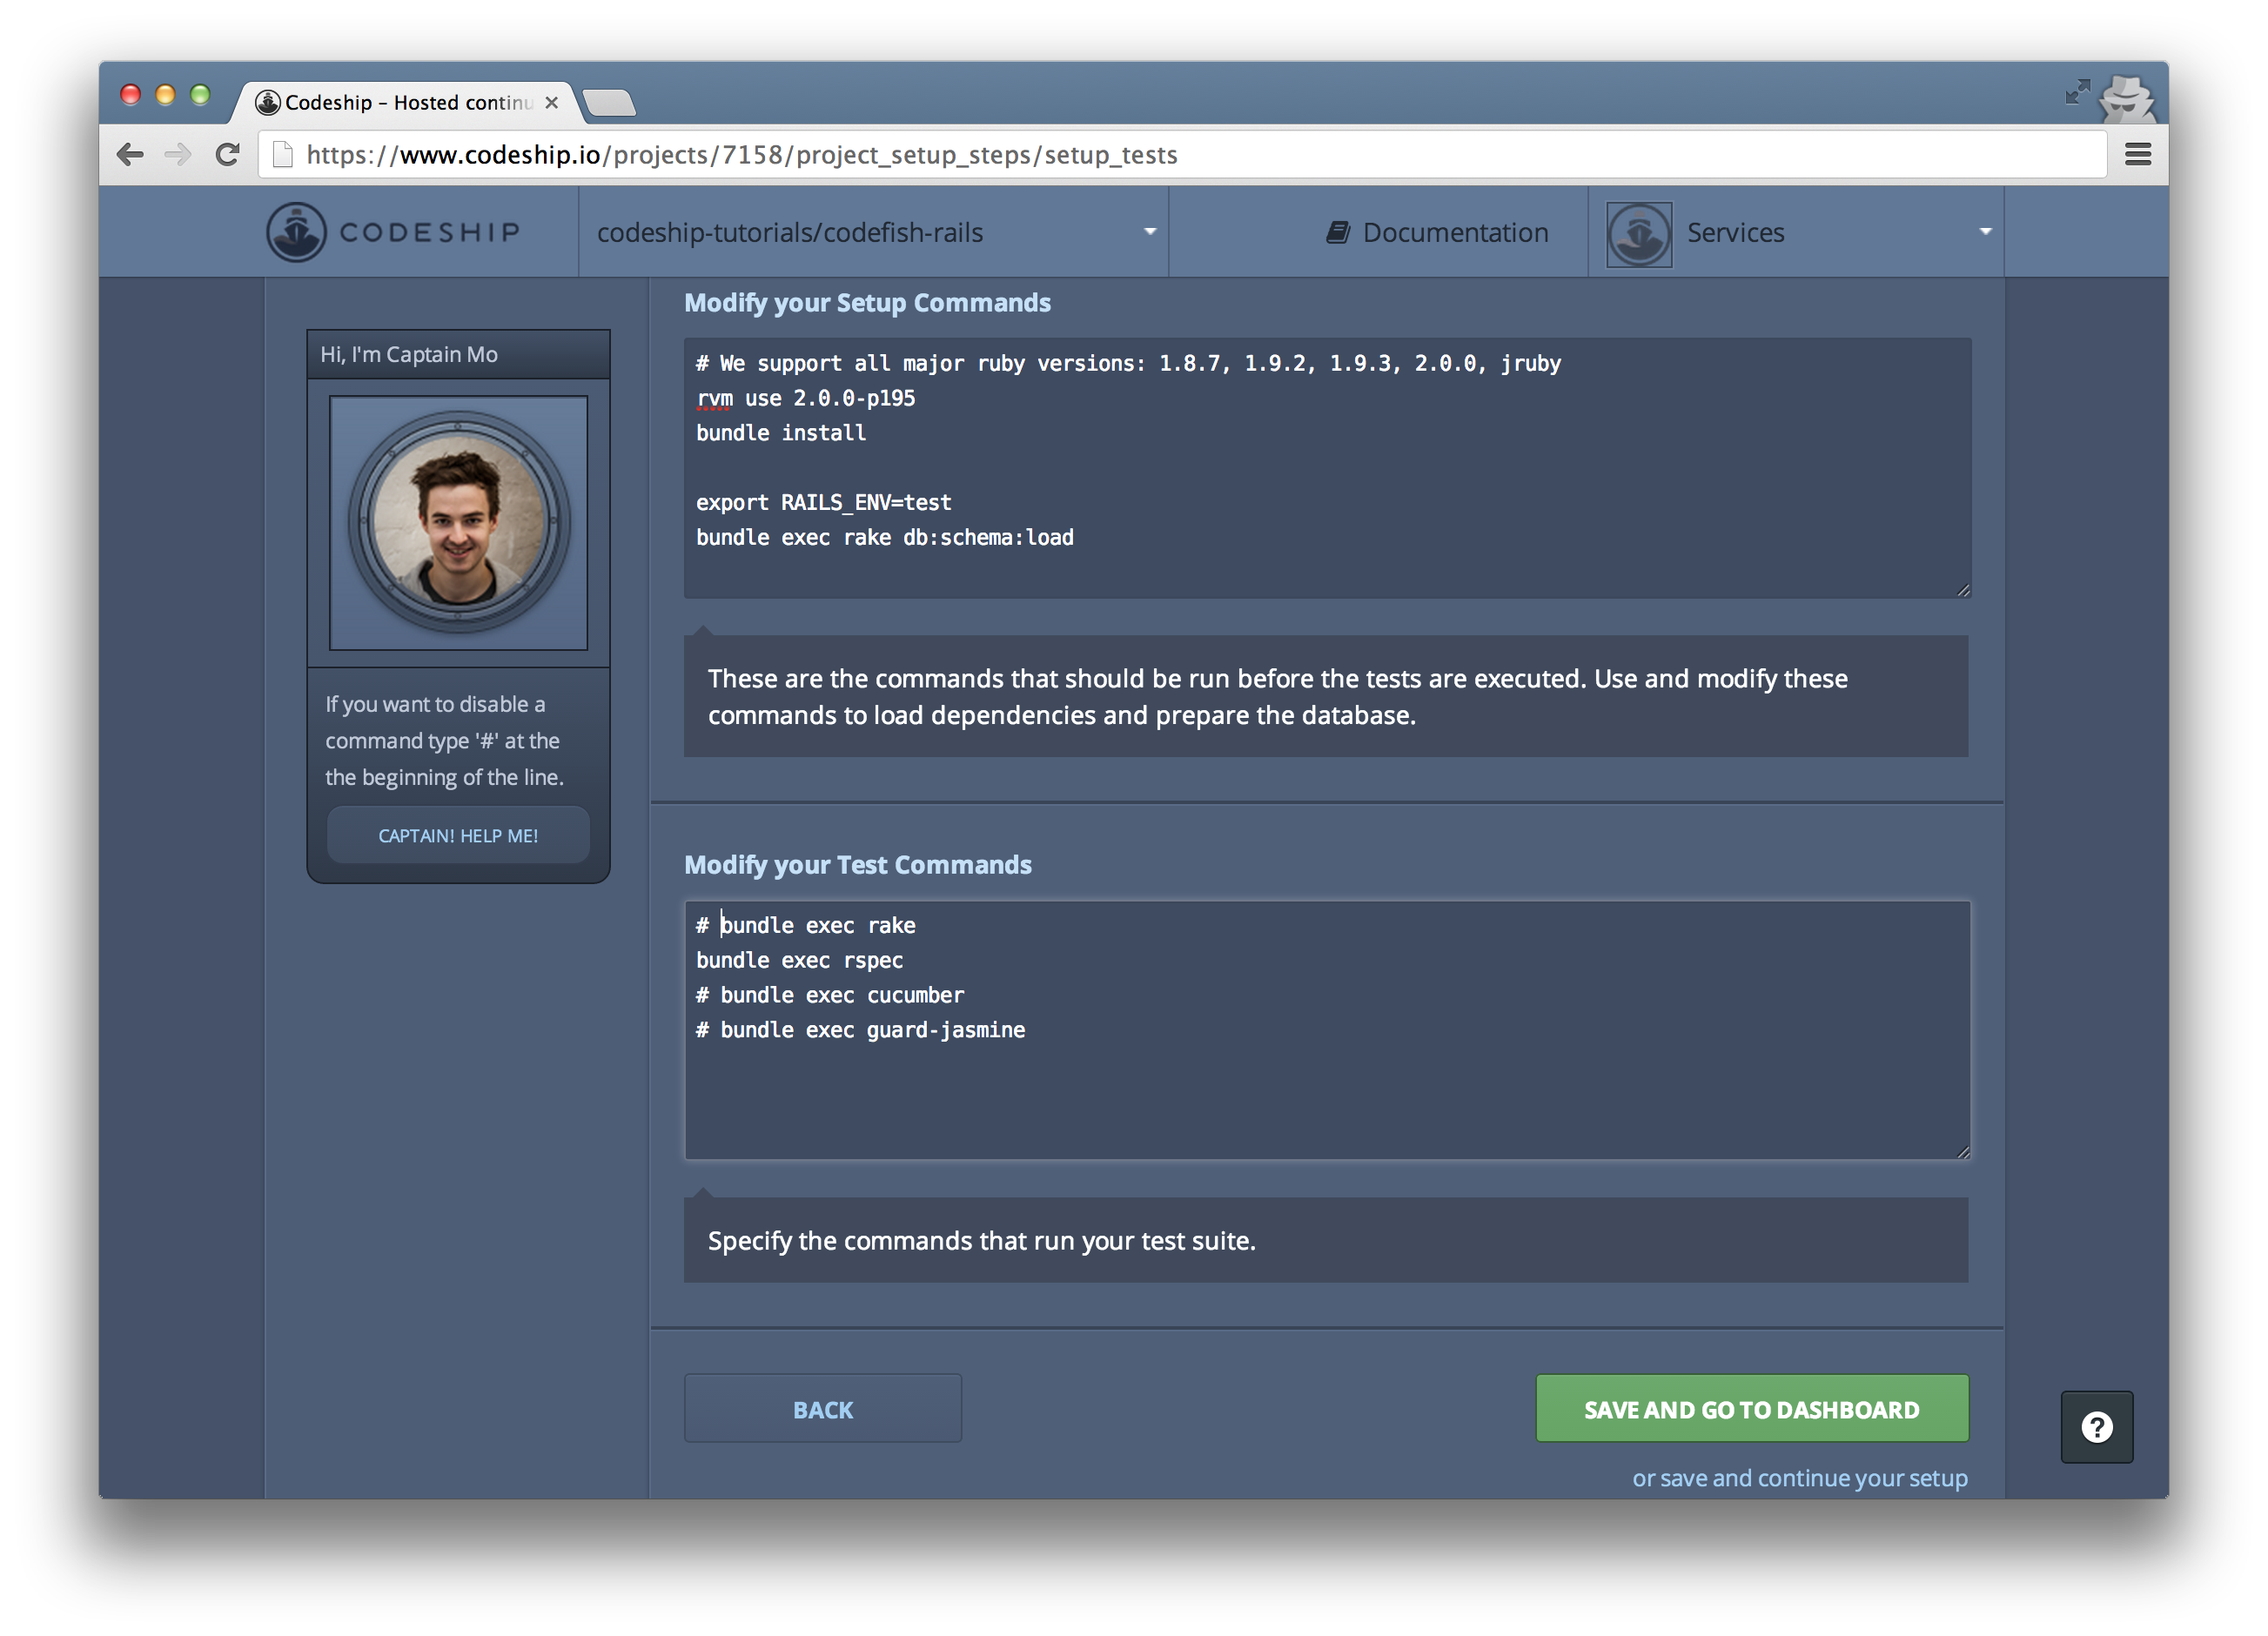 Codeship – Hosted continu
https://www.codeship.io/projects/7158/project_setup_steps/setup_tests
CODESHIP
codeship-tutorials/codefish-rails
Documentation
Services
Hi, I'm Captain Mo
If you want to disable a
command type '#' at the
the beginning of the line.
CAPTAIN! HELP ME!
Modify your Setup Commands
# We support all major ruby versions: 1.8.7, 1.9.2, 1.9.3, 2.0.0, jruby
rvm use 2.0.0-p195
bundle install
export RAILS_ENV=test
bundle exec rake db:schema:load
These are the commands that should be run before the tests are executed. Use and modify these
commands to load dependencies and prepare the database.
Modify your Test Commands
# bundle exec rake
bundle exec rspec
# bundle exec cucumber
# bundle exec guard-jasmine
Specify the commands that run your test suite.
BACK
SAVE AND GO TO DASHBOARD
or save and continue your setup
?